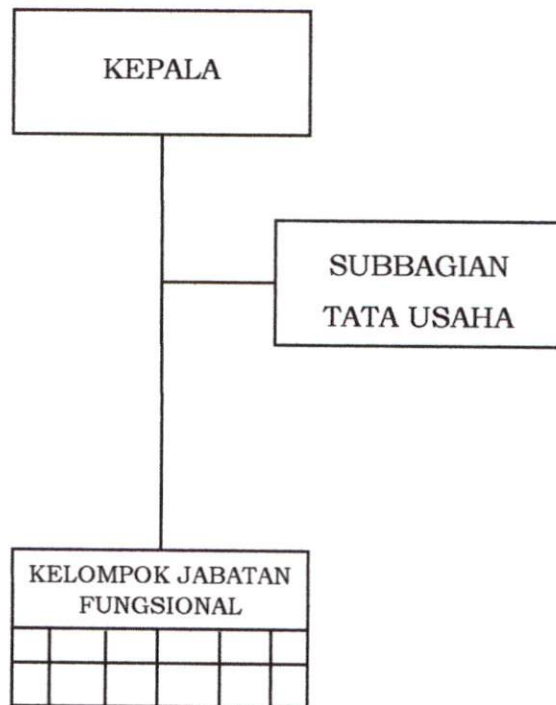 KEPALA
SUBBAGIAN
TATA USAHA
KELOMPOK JABATAN
FUNGSIONAL